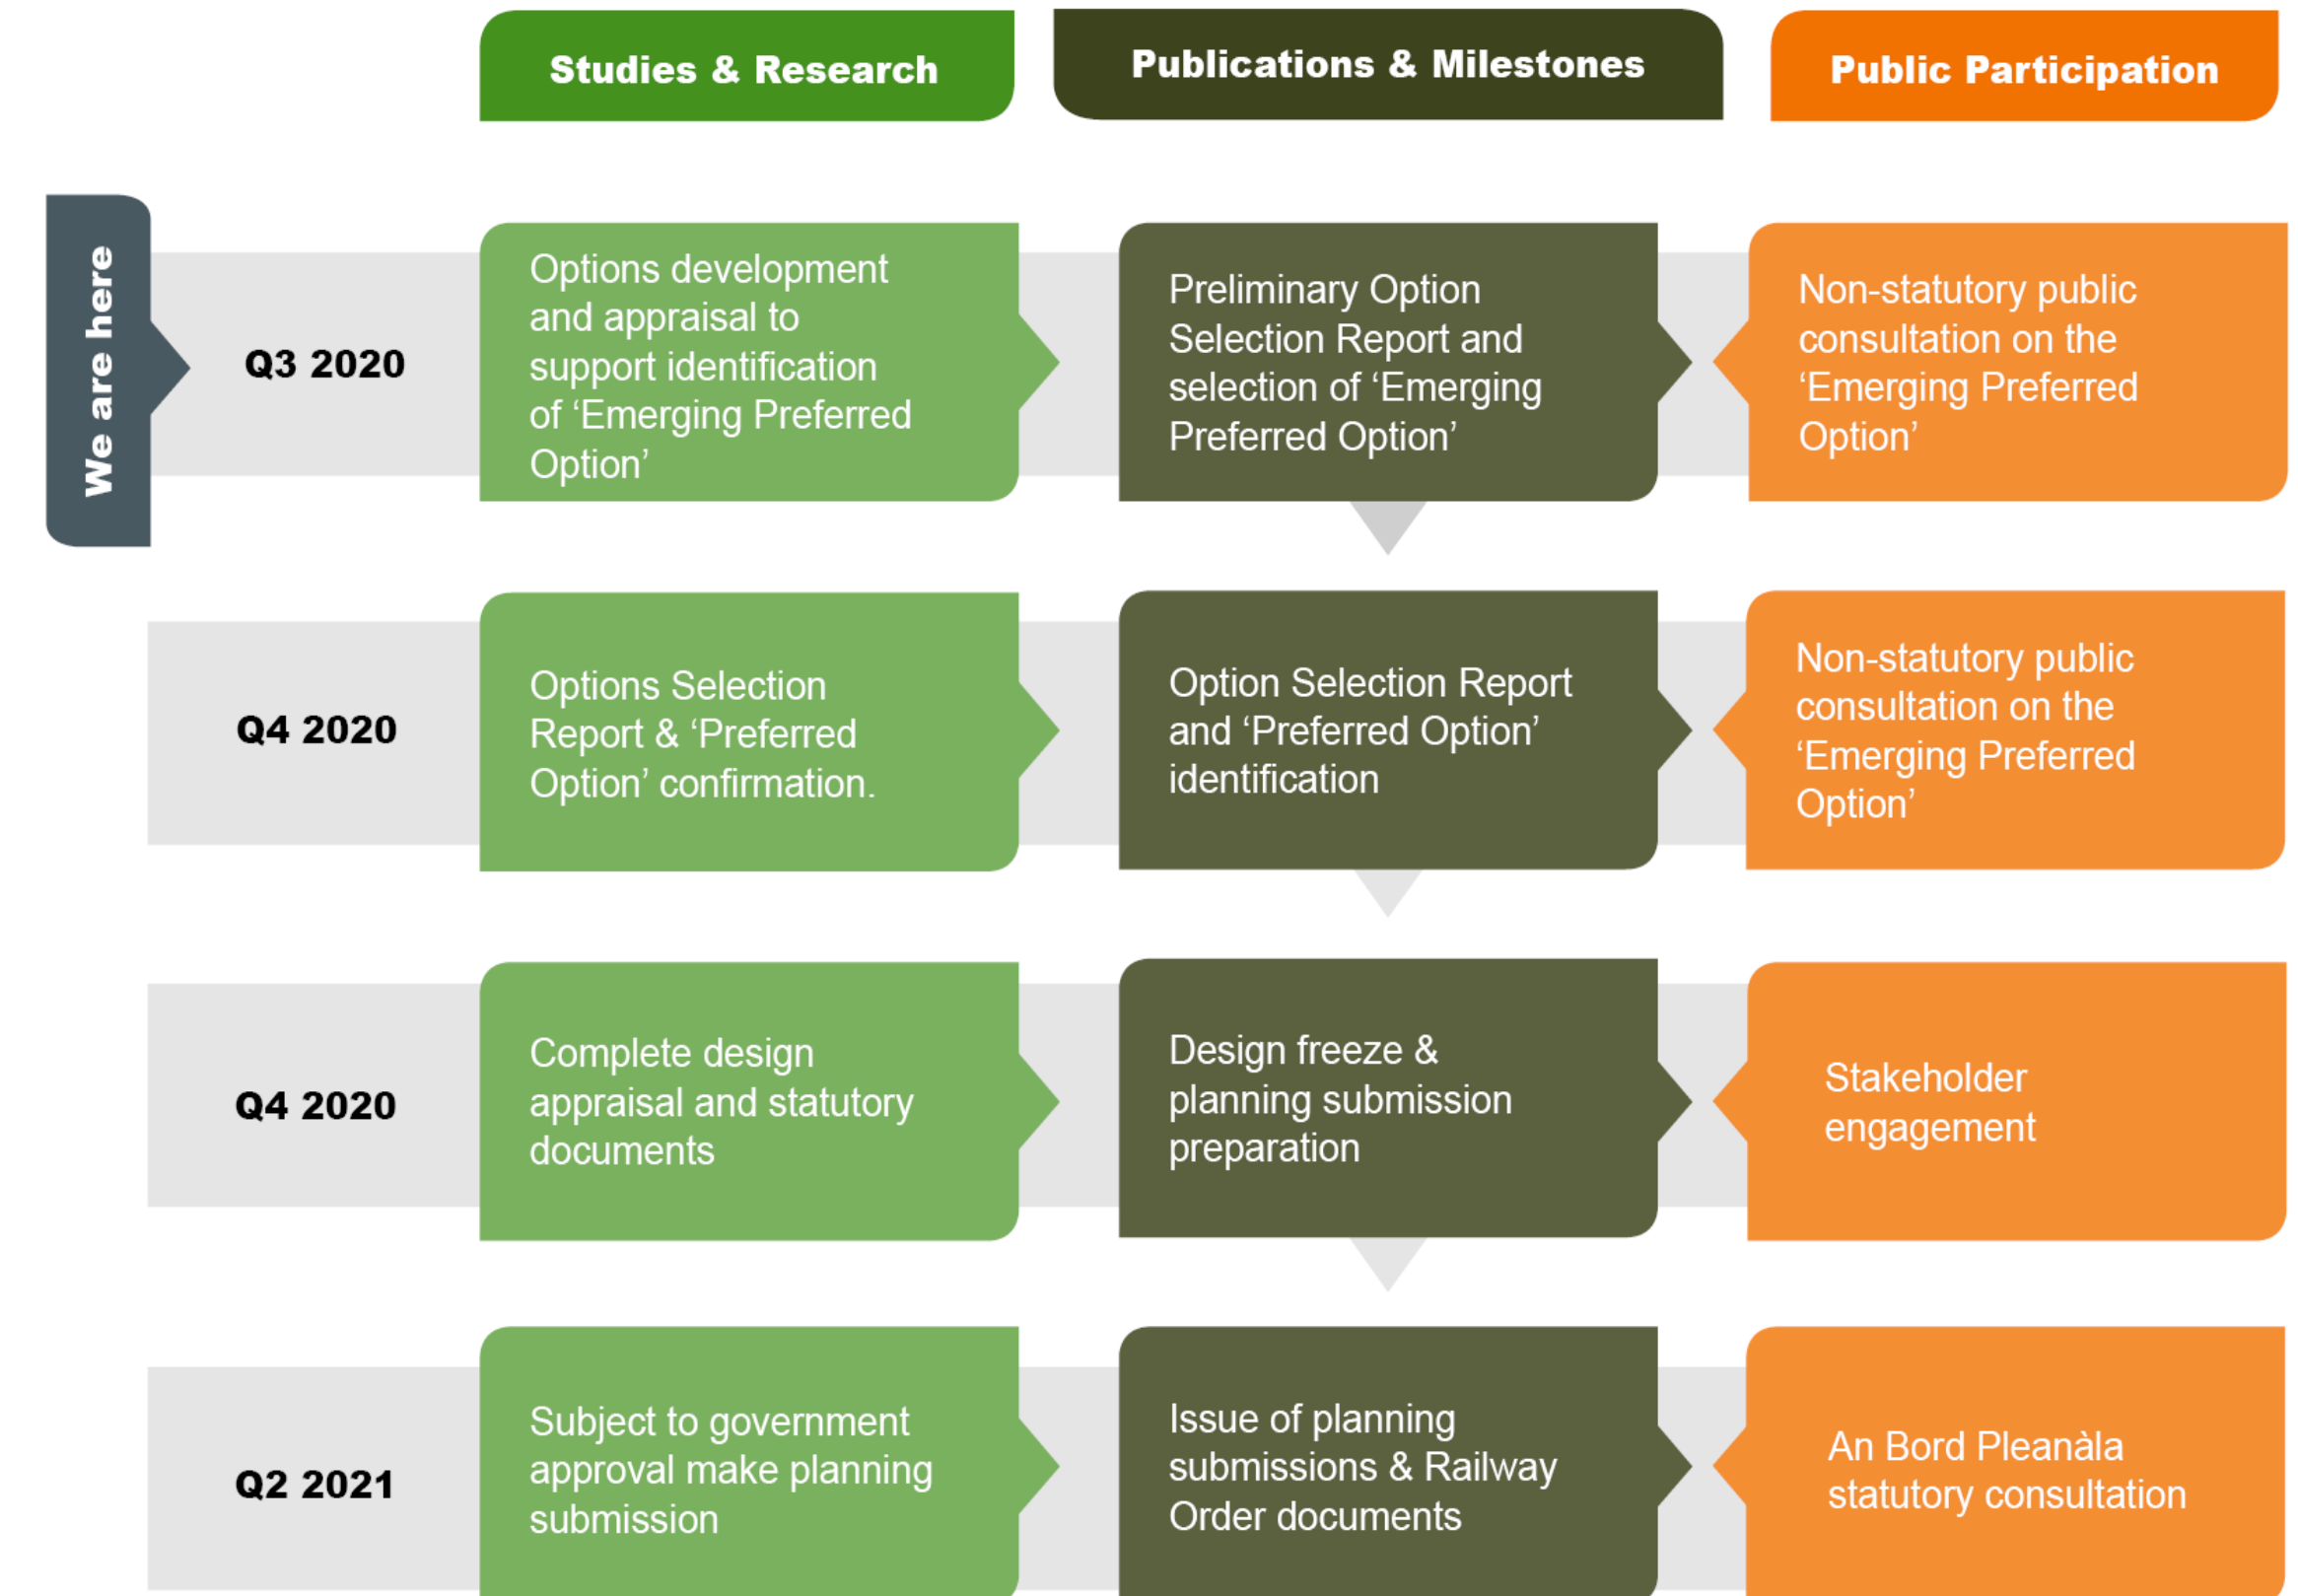 Studies & Research
Publications & Milestones
Public Participation
We are here
Q3 2020
Options development
and appraisal to
support identification
of ‘Emerging Preferred
Option’
Preliminary Option
Selection Report and
selection of ‘Emerging
Preferred Option’
Non-statutory public
consultation on the
‘Emerging Preferred
Option’
Q4 2020
Options Selection
Report & ‘Preferred
Option’ confirmation.
Option Selection Report
and ‘Preferred Option’
identification
Non-statutory public
consultation on the
‘Emerging Preferred
Option’
Q4 2020
Complete design
appraisal and statutory
documents
Design freeze &
planning submission
preparation
Stakeholder
engagement
Q2 2021
Subject to government
approval make planning
submission
Issue of planning
submissions & Railway
Order documents
An Bord Pleanàla
statutory consultation